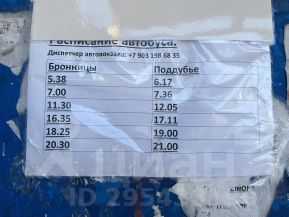 Расписание автобуса.
Диспетчер автовокзала: +7 903 198 68 35
Бронницы Поддубье
5.38 6.17
7.00 7.36
11.30 12.05
16.35 17.11
18.25 19.00
20.30 21.00
циан